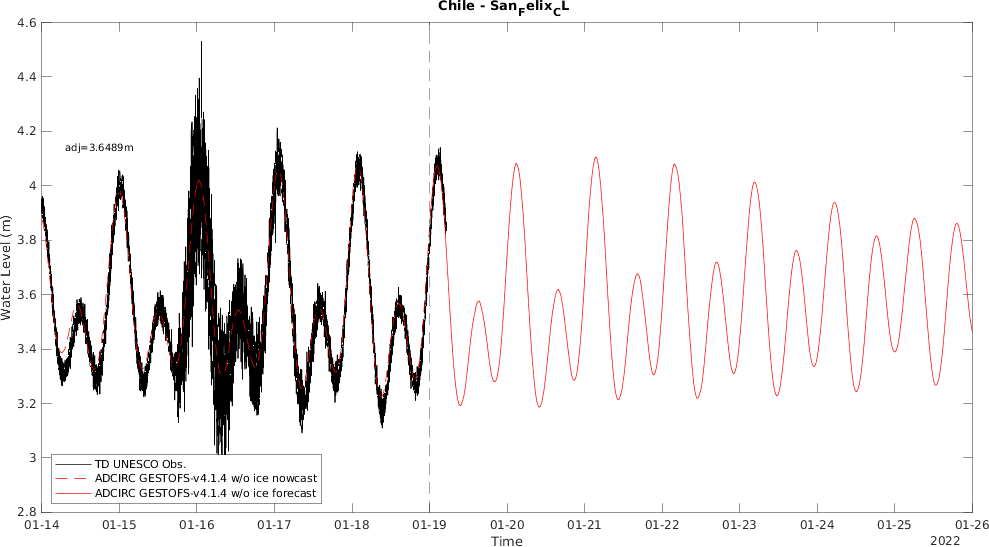 Chile - SanFelixCL
4.6
4.4
4.2
4
3.8
3.6
3.4
3.2
3
2.8
Water Level (m)
adj=3.6489m
TD UNESCO Obs.
ADCIRC GESTOFS-v4.1.4 w/o ice nowcast
ADCIRC GESTOFS-v4.1.4 w/o ice forecast
01-14 01-15 01-16 01-17 01-18 01-19 01-20 01-21 01-22 01-23 01-24 01-25 01-26
Time
2022